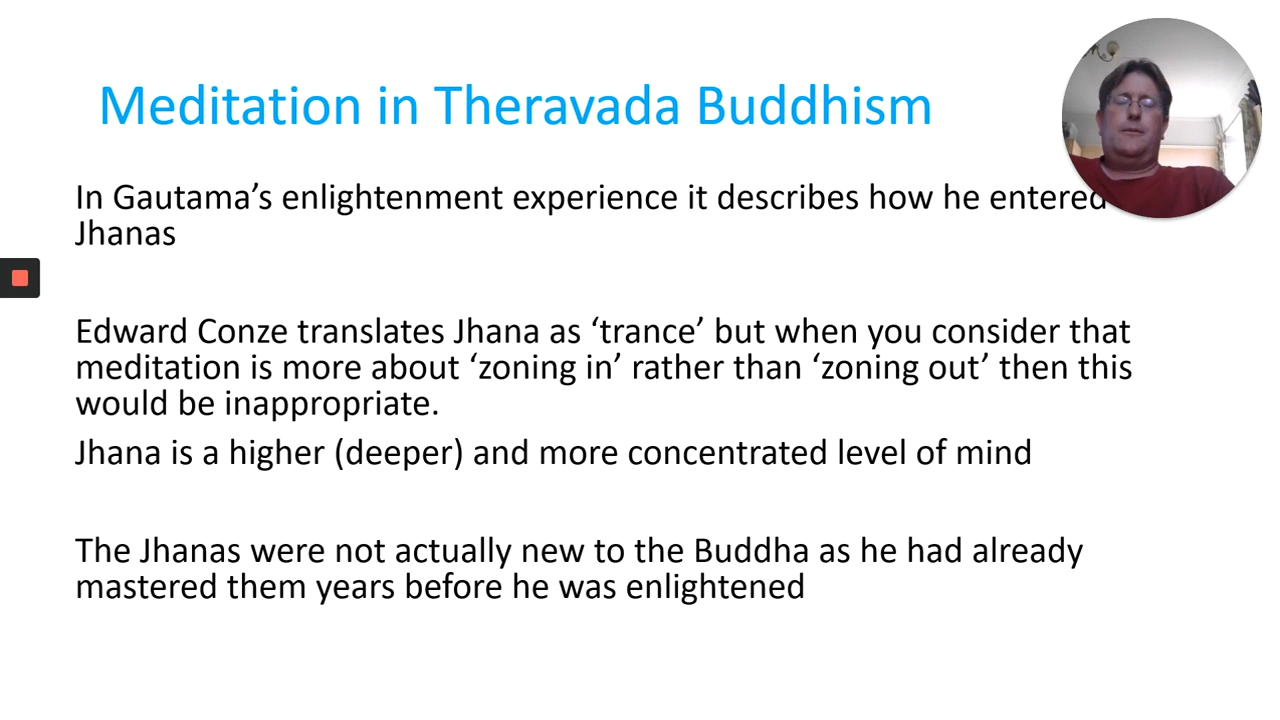 Meditation in Theravada Buddhism
In Gautama’s enlightenment experience it describes how he entered
Jhanas
Edward Conze translates Jhana as ‘trance’ but when you consider that
meditation is more about ‘zoning in’ rather than ‘zoning out’ then this
would be inappropriate.
Jhana is a higher (deeper) and more concentrated level of mind
The Jhanas were not actually new to the Buddha as he had already
mastered them years before he was enlightened